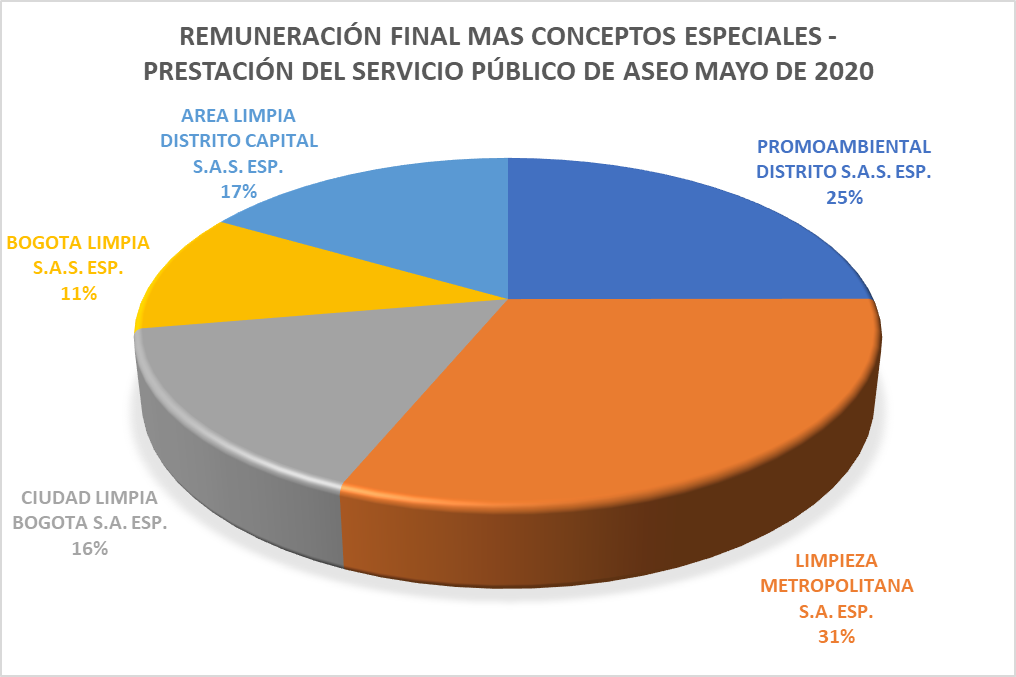 REMUNERACIÓN FINAL MAS CONCEPTOS ESPECIALES -
PRESTACIÓN DEL SERVICIO PÚBLICO DE ASEO MAYO DE 2020
AREA LIMPIA
DISTRITO CAPITAL
S.A.S. ESP.
17%
PROMOAMBIENTAL
DISTRITO S.A.S. ESP.
25%
BOGOTA LIMPIA
S.A.S. ESP.
11%
CIUDAD LIMPIA
BOGOTA S.A. ESP.
16%
LIMPIEZA
METROPOLITANA
S.A. ESP.
31%